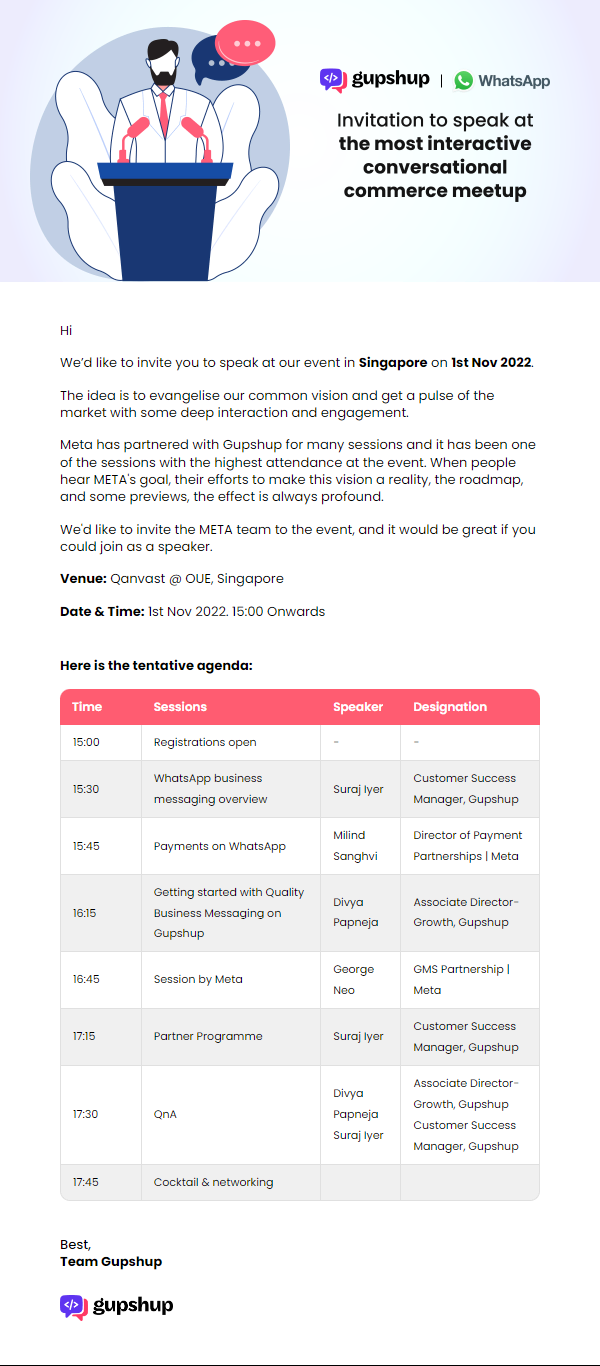 gupshup | WhatsApp
Invitation to speak at
the most interactive
conversational
commerce meetup
Hi
We’d like to invite you to speak at our event in Singapore on 1st Nov 2022.
The idea is to evangelise our common vision and get a pulse of the
market with some deep interaction and engagement.
Meta has partnered with Gupshup for many sessions and it has been one
of the sessions with the highest attendance at the event. When people
hear META's goal, their efforts to make this vision a reality, the roadmap,
and some previews, the effect is always profound.
We'd like to invite the META team to the event, and it would be great if you
could join as a speaker.
Venue: Qanvast @ OUE, Singapore
Date & Time: 1st Nov 2022. 15:00 Onwards
Here is the tentative agenda:
Time Sessions Speaker Designation
15:00 Registrations open - -
15:30 WhatsApp business
messaging overview
Suraj Iyer
Customer Success
Manager, Gupshup
15:45 Payments on WhatsApp
Milind
Sanghvi
Director of Payment
Partnerships | Meta
16:15
Getting started with Quality
Business Messaging on
Gupshup
Divya
Papneja
Associate Director-
Growth, Gupshup
16:45 Session by Meta
George
Neo
GMS Partnership |
Meta
17:15 Partner Programme Suraj Iyer
Customer Success
Manager, Gupshup
17:30 QnA
Divya
Papneja
Suraj Iyer
Associate Director-
Growth, Gupshup
Customer Success
Manager, Gupshup
17:45 Cocktail & networking
Best,
Team Gupshup
</> gupshup